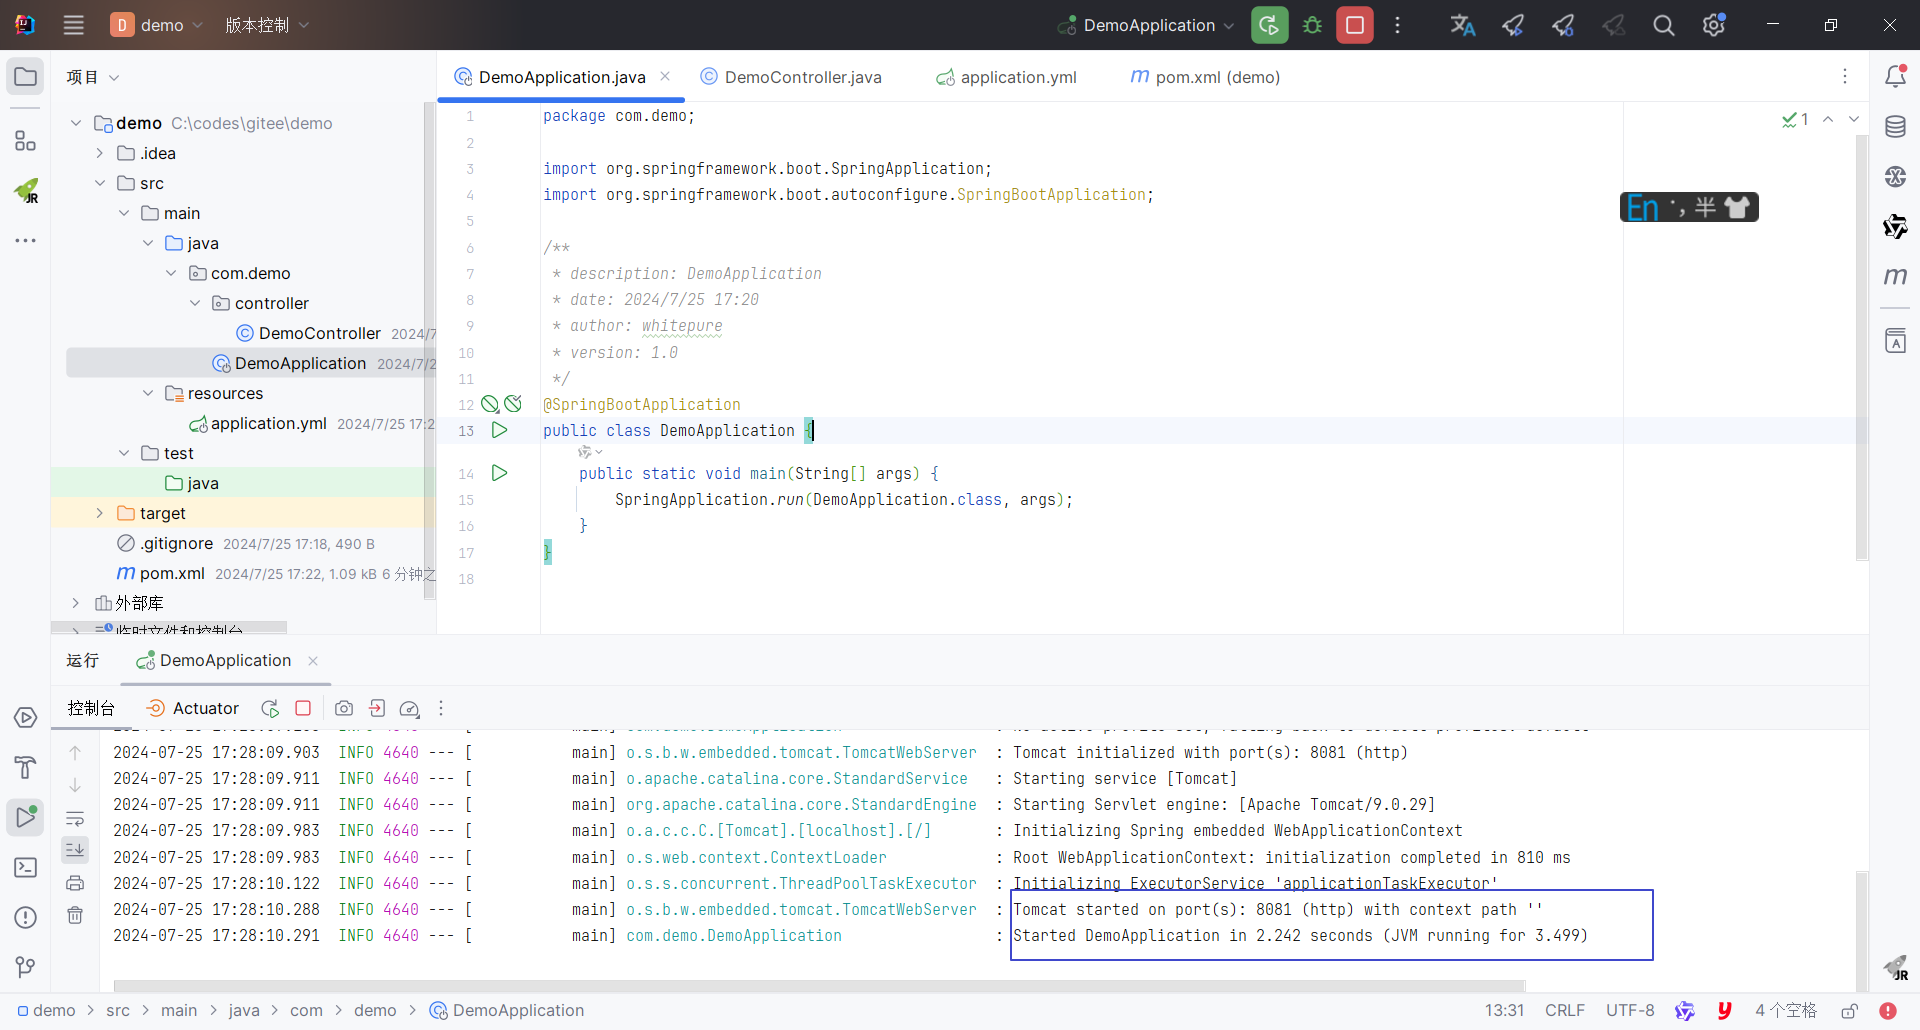 D demo 版本控制 DemoApplication
项目
DemoApplication.java DemoController.java application.yml pom.xml (demo)
demo C:\codes\gitee\demo
.idea
src
main
java
com.demo
controller
DemoController 2024/7
DemoApplication 2024/7/2
resources
application.yml 2024/7/25 17:2
test
java
target
.gitignore 2024/7/25 17:18, 490 B
pom.xml 2024/7/25 17:22, 1.09 kB 6 分钟之
外部库
临时文件和控制台
1 package com.demo;
2
3 import org.springframework.boot.SpringApplication;
4 import org.springframework.boot.autoconfigure.SpringBootApplication;
5
6 /**
7 * description: DemoApplication
8 * date: 2024/7/25 17:20
9 * author: whitepure
10 * version: 1.0
11 */
12 @SpringBootApplication
13 public class DemoApplication {
14 public static void main(String[] args) {
15 SpringApplication.run(DemoApplication.class, args);
16 }
17 }
18
1
En ·, 半
运行 DemoApplication
控制台 Actuator
2024-07-25 17:28:09.903 INFO 4640 --- [ main] o.s.b.w.embedded.tomcat.TomcatWebServer : Tomcat initialized with port(s): 8081 (http)
2024-07-25 17:28:09.911 INFO 4640 --- [ main] o.apache.catalina.core.StandardService : Starting service [Tomcat]
2024-07-25 17:28:09.911 INFO 4640 --- [ main] org.apache.catalina.core.StandardEngine : Starting Servlet engine: [Apache Tomcat/9.0.29]
2024-07-25 17:28:09.983 INFO 4640 --- [ main] o.a.c.c.C.[Tomcat].[localhost].[/] : Initializing Spring embedded WebApplicationContext
2024-07-25 17:28:09.983 INFO 4640 --- [ main] o.s.web.context.ContextLoader : Root WebApplicationContext: initialization completed in 810 ms
2024-07-25 17:28:10.122 INFO 4640 --- [ main] o.s.s.concurrent.ThreadPoolTaskExecutor : Initializing ExecutorService 'applicationTaskExecutor'
2024-07-25 17:28:10.288 INFO 4640 --- [ main] o.s.b.w.embedded.tomcat.TomcatWebServer : Tomcat started on port(s): 8081 (http) with context path ''
2024-07-25 17:28:10.291 INFO 4640 --- [ main] com.demo.DemoApplication : Started DemoApplication in 2.242 seconds (JVM running for 3.499)
demo > src > main > java > com > demo > DemoApplication
13:31 CRLF UTF-8 4 个空格